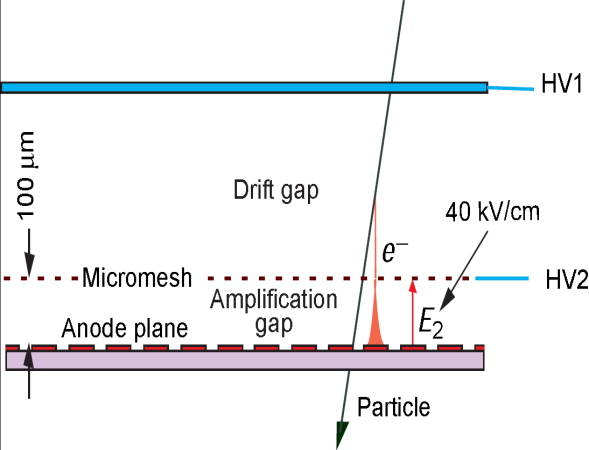 HV1
100 μm
Drift gap
40 kV/cm
e⁻
Micromesh
HV2
Amplification
gap
E₂
Anode plane
Particle